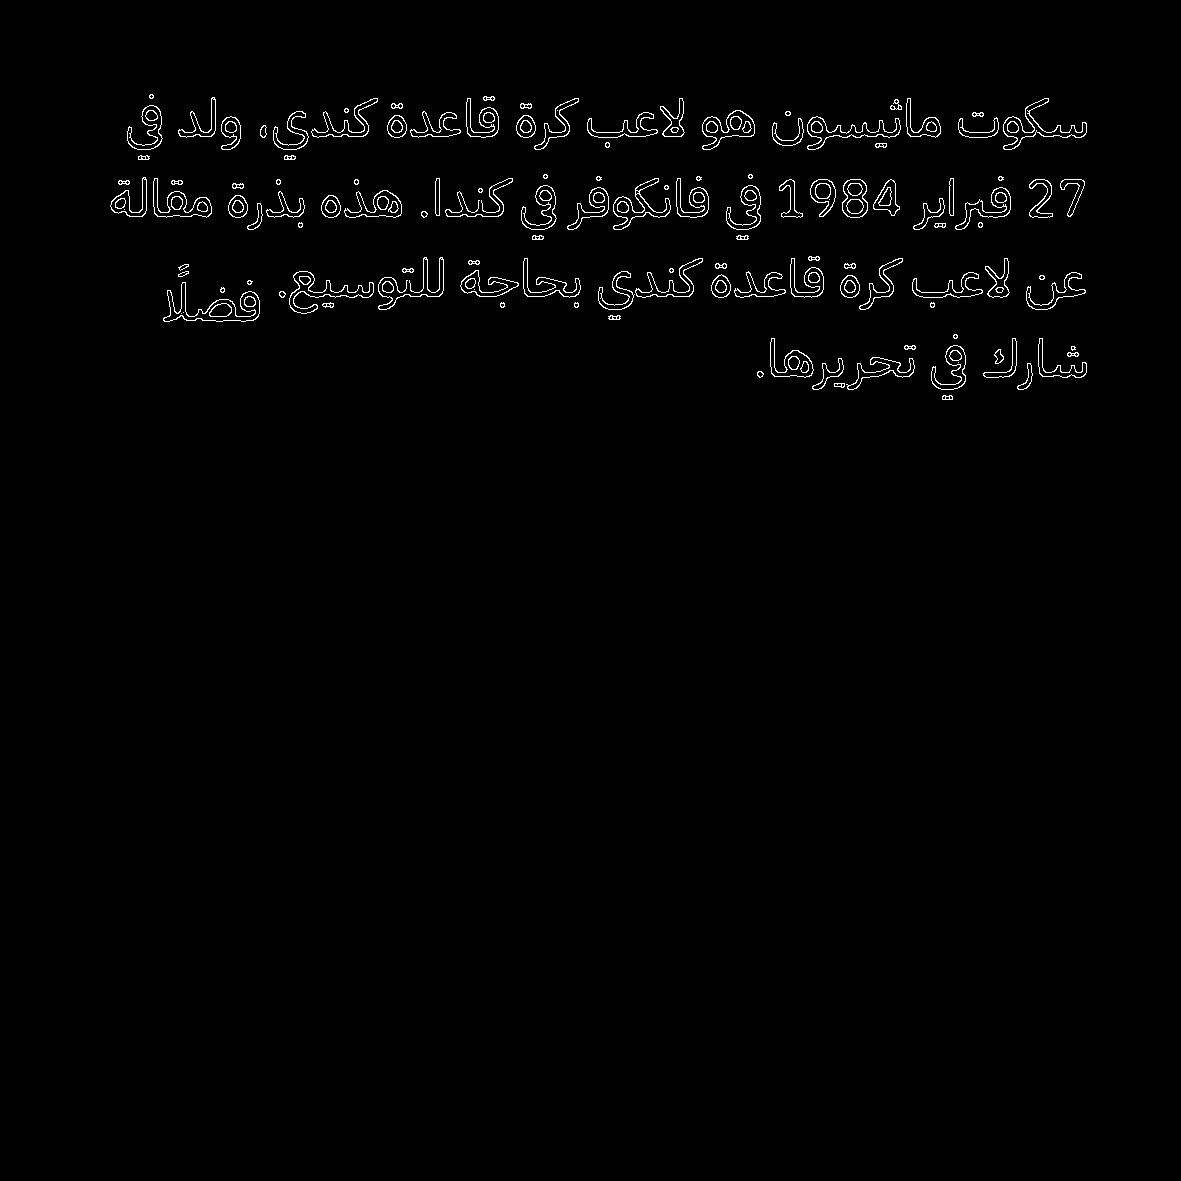 سكوت ماثيسون هو لاعب كرة قاعدة كندي، ولد في
27 فبراير 1984 في فانكوفر في كندا. هذه بذرة مقالة
عن لاعب كرة قاعدة كندي بحاجة للتوسيع. فضلًا
شارك في تحريرها.